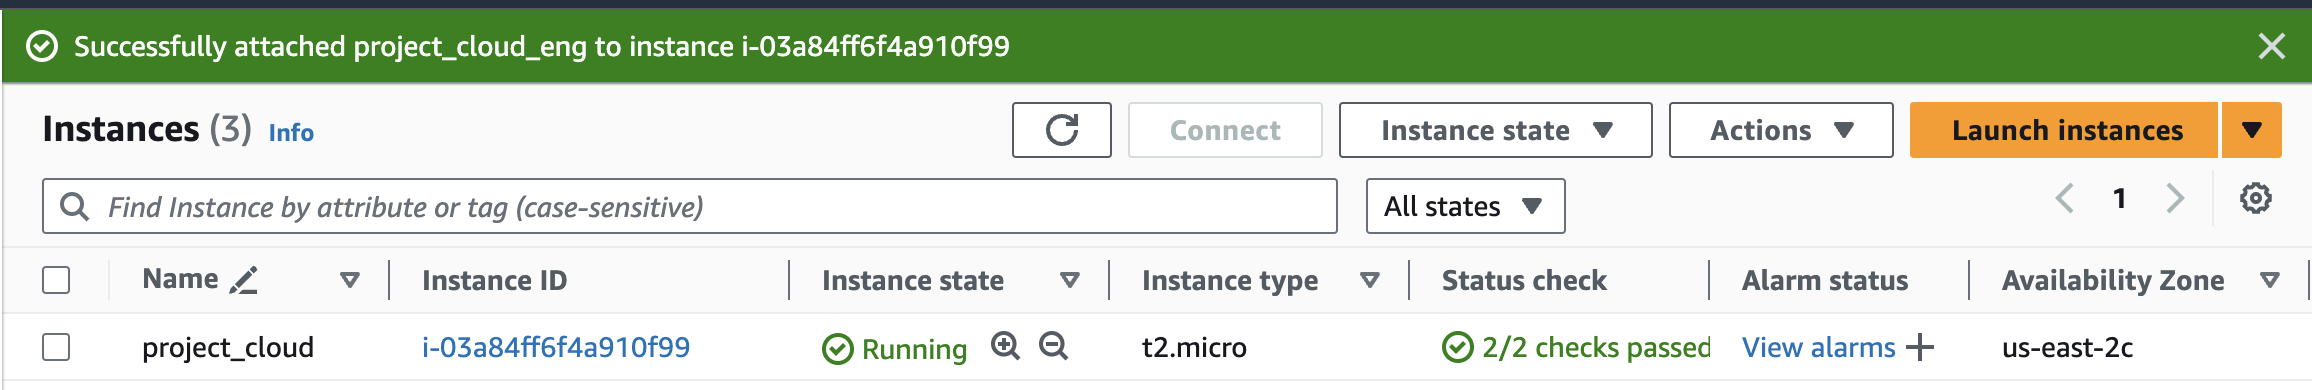 Successfully attached project_cloud_eng to instance i-03a84ff6f4a910f99
Instances (3) Info Connect Instance state Actions Launch instances
Find Instance by attribute or tag (case-sensitive) All states 1
Name Instance ID Instance state Instance type Status check Alarm status Availability Zone
project_cloud i-03a84ff6f4a910f99 Running t2.micro 2/2 checks passed View alarms + us-east-2c